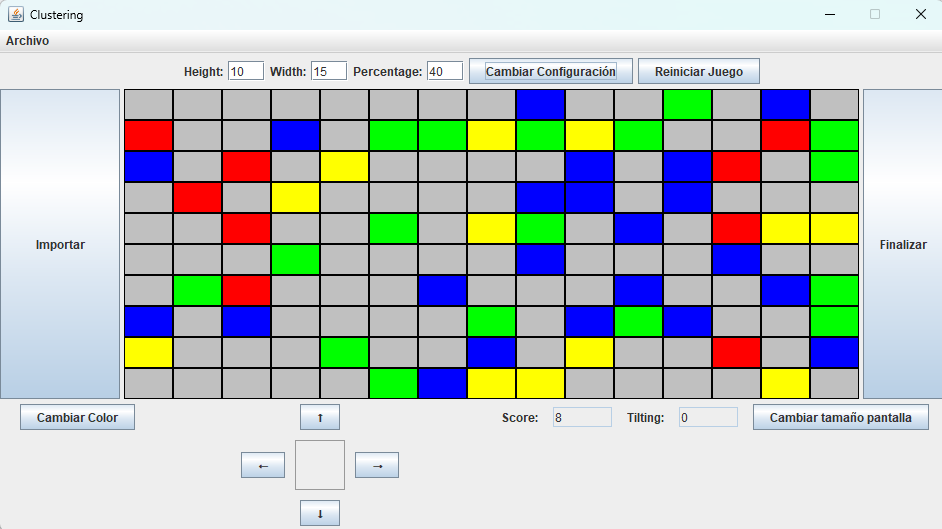 Clustering
Archivo
Height: 10 Width: 15 Percentage: 40 Cambiar Configuración Reiniciar Juego
Importar
Finalizar
Cambiar Color ↑ Score: 8 Tilting: 0 Cambiar tamaño pantalla
← →
↓